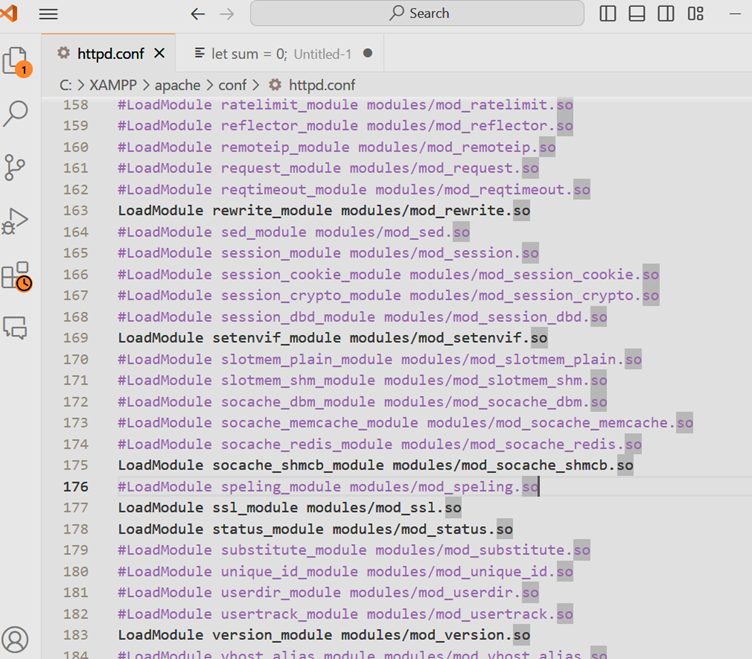 Search
httpd.conf
let sum = 0; Untitled-1
C: > XAMPP > apache > conf > httpd.conf
1
158 #LoadModule ratelimit_module modules/mod_ratelimit.so
159 #LoadModule reflector_module modules/mod_reflector.so
160 #LoadModule remoteip_module modules/mod_remoteip.so
161 #LoadModule request_module modules/mod_request.so
162 #LoadModule reqtimeout_module modules/mod_reqtimeout.so
163 LoadModule rewrite_module modules/mod_rewrite.so
164 #LoadModule sed_module modules/mod_sed.so
165 #LoadModule session_module modules/mod_session.so
166 #LoadModule session_cookie_module modules/mod_session_cookie.so
167 #LoadModule session_crypto_module modules/mod_session_crypto.so
168 #LoadModule session_dbd_module modules/mod_session_dbd.so
169 LoadModule setenvif_module modules/mod_setenvif.so
170 #LoadModule slotmem_plain_module modules/mod_slotmem_plain.so
171 #LoadModule slotmem_shm_module modules/mod_slotmem_shm.so
172 #LoadModule socache_dbm_module modules/mod_socache_dbm.so
173 #LoadModule socache_memcache_module modules/mod_socache_memcache.so
174 #LoadModule socache_redis_module modules/mod_socache_redis.so
175 LoadModule socache_shmcb_module modules/mod_socache_shmcb.so
176 #LoadModule speling_module modules/mod_speling.so
177 LoadModule ssl_module modules/mod_ssl.so
178 LoadModule status_module modules/mod_status.so
179 #LoadModule substitute_module modules/mod_substitute.so
180 #LoadModule unique_id_module modules/mod_unique_id.so
181 #LoadModule userdir_module modules/mod_userdir.so
182 #LoadModule usertrack_module modules/mod_usertrack.so
183 LoadModule version_module modules/mod_version.so
184 #LoadModule vhost_alias_module modules/mod_vhost_alias.so